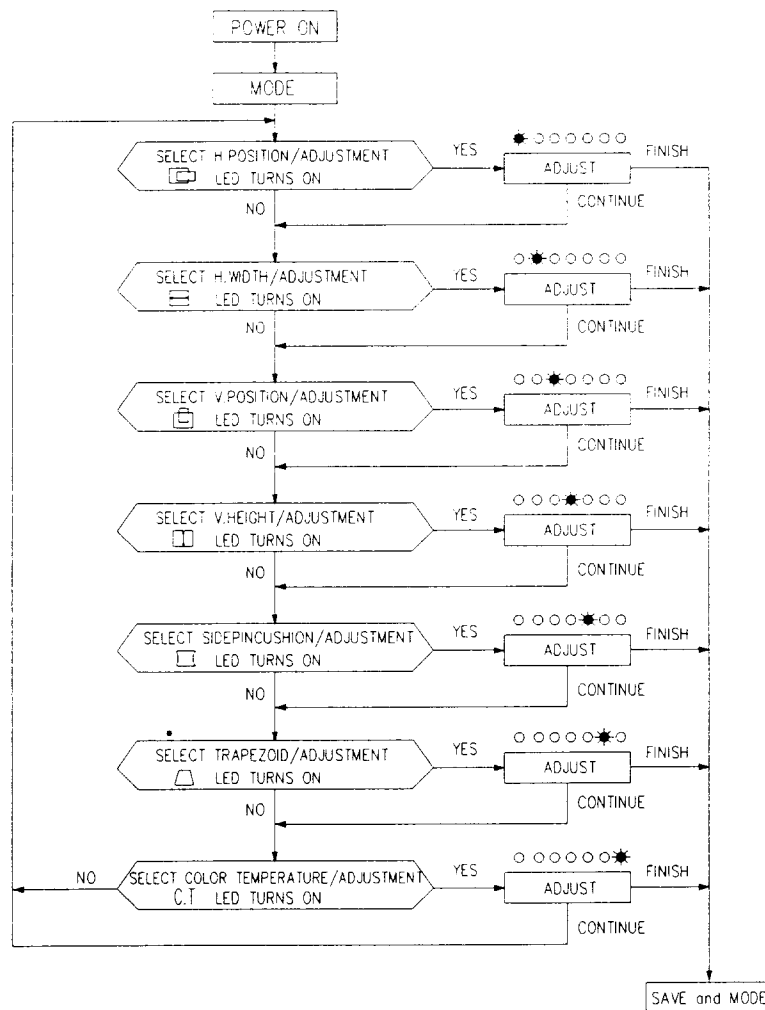 POWER ON
MODE
SELECT H.POSITION/ADJUSTMENT
LED TURNS ON
YES
ADJUST
FINISH
CONTINUE
NO
SELECT H.WIDTH/ADJUSTMENT
LED TURNS ON
YES
ADJUST
FINISH
CONTINUE
NO
SELECT V.POSITION/ADJUSTMENT
LED TURNS ON
YES
ADJUST
FINISH
CONTINUE
NO
SELECT V.HEIGHT/ADJUSTMENT
LED TURNS ON
YES
ADJUST
FINISH
CONTINUE
NO
SELECT SIDEPINCUSHION/ADJUSTMENT
LED TURNS ON
YES
ADJUST
FINISH
CONTINUE
NO
SELECT TRAPEZOID/ADJUSTMENT
LED TURNS ON
YES
ADJUST
FINISH
CONTINUE
NO
NO
SELECT COLOR TEMPERATURE/ADJUSTMENT
C.T LED TURNS ON
YES
ADJUST
FINISH
CONTINUE
SAVE and MODE